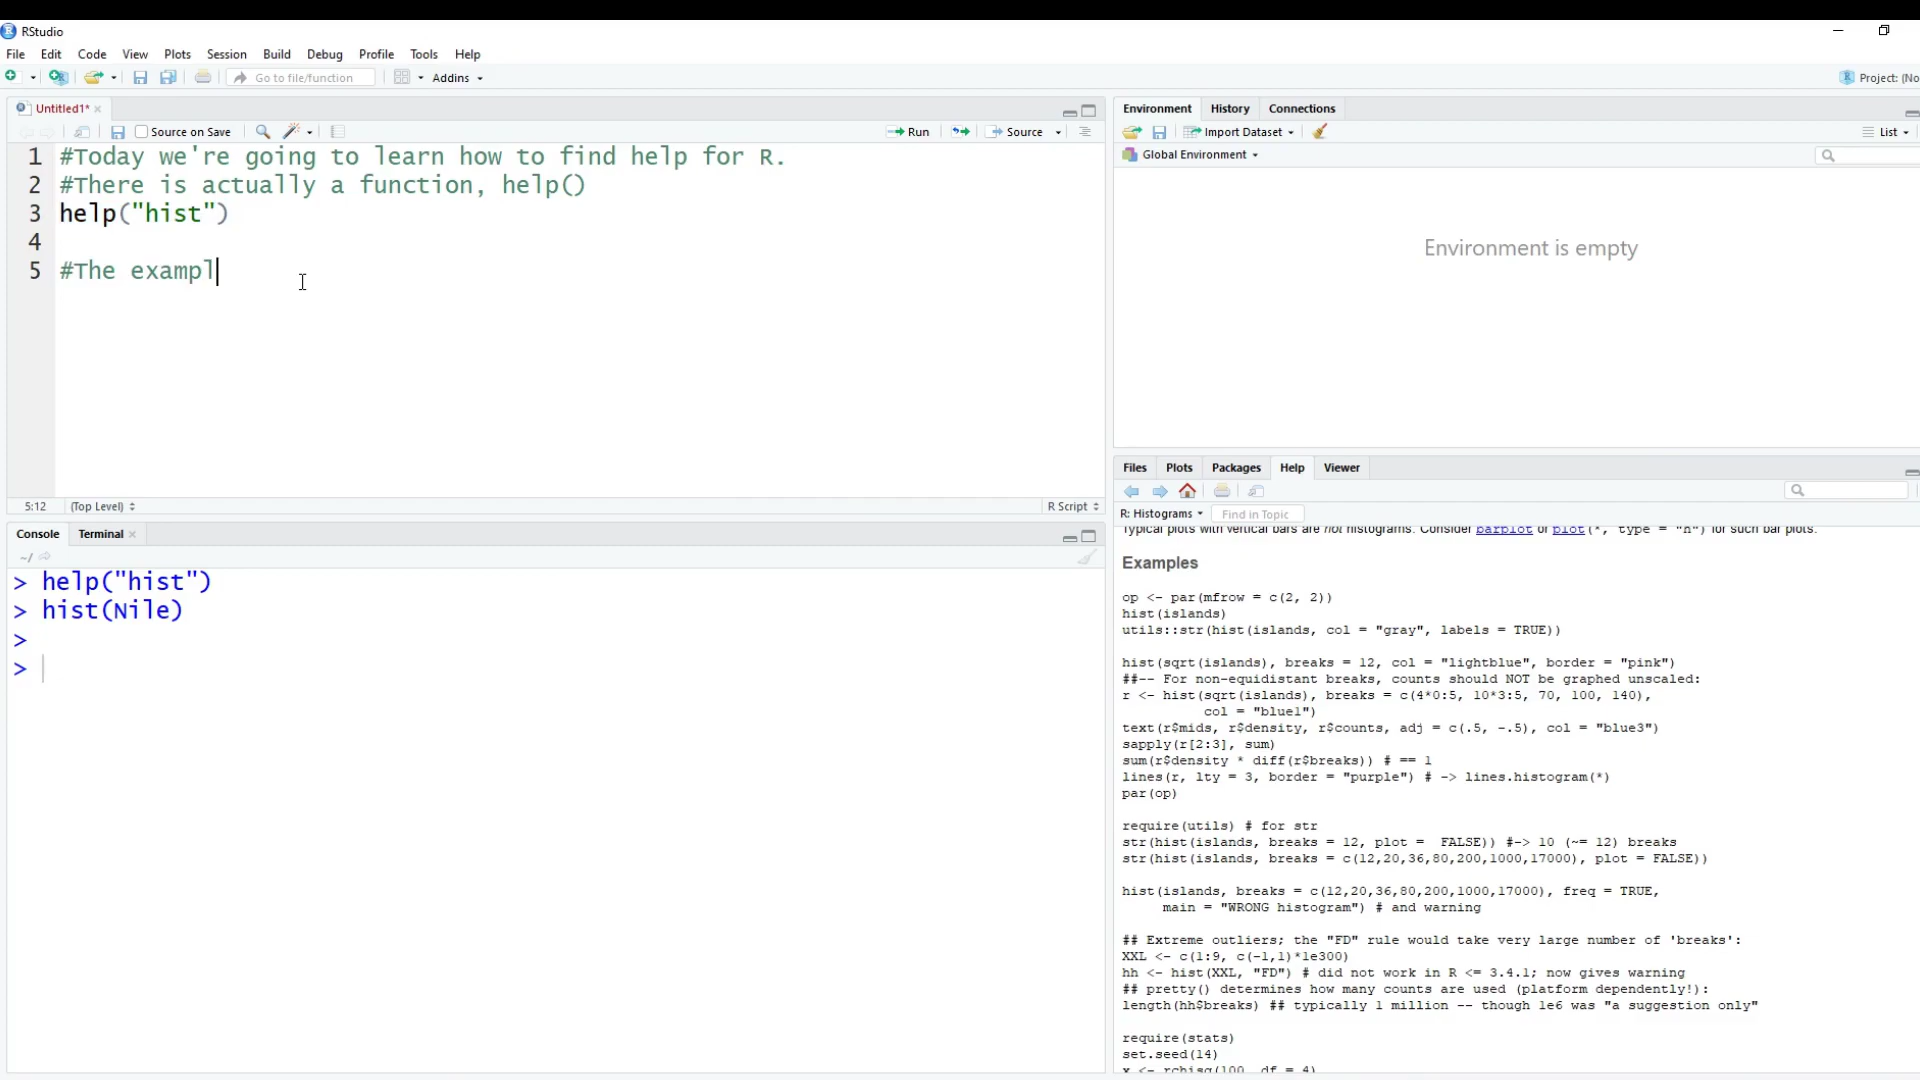 RStudio
File Edit Code View Plots Session Build Debug Profile Tools Help
Go to file/function Addins Project: (No
Untitled1*
Source on Save Run Source
1 #Today we're going to learn how to find help for R.
2 #There is actually a function, help()
3 help("hist")
4
5 #The exampl
5:12 (Top Level) R Script
Console Terminal
~/
> help("hist")
> hist(Nile)
>
>
Environment History Connections
Import Dataset List
Global Environment
Environment is empty
Files Plots Packages Help Viewer
R: Histograms Find in Topic
Typical plots with vertical bars are not histograms. Consider barplot or plot(*, type = "h") for such bar plots.
Examples
op <- par(mfrow = c(2, 2))
hist(islands)
utils::str(hist(islands, col = "gray", labels = TRUE))
hist(sqrt(islands), breaks = 12, col = "lightblue", border = "pink")
##-- For non-equidistant breaks, counts should NOT be graphed unscaled:
r <- hist(sqrt(islands), breaks = c(4*0:5, 10*3:5, 70, 100, 140),
col = "blue1")
text(r$mids, r$density, r$counts, adj = c(.5, -.5), col = "blue3")
sapply(r[2:3], sum)
sum(r$density * diff(r$breaks)) # == 1
lines(r, lty = 3, border = "purple") # -> lines.histogram(*)
par(op)
require(utils) # for str
str(hist(islands, breaks = 12, plot = FALSE)) #-> 10 (~= 12) breaks
str(hist(islands, breaks = c(12,20,36,80,200,1000,17000), plot = FALSE))
hist(islands, breaks = c(12,20,36,80,200,1000,17000), freq = TRUE,
main = "WRONG histogram") # and warning
## Extreme outliers; the "FD" rule would take very large number of 'breaks':
XXL <- c(1:9, c(-1,1)*1e300)
hh <- hist(XXL, "FD") # did not work in R <= 3.4.1; now gives warning
## pretty() determines how many counts are used (platform dependently!):
length(hh$breaks) ## typically 1 million -- though 1e6 was "a suggestion only"
require(stats)
set.seed(14)
x <- rchisq(100, df = 4)